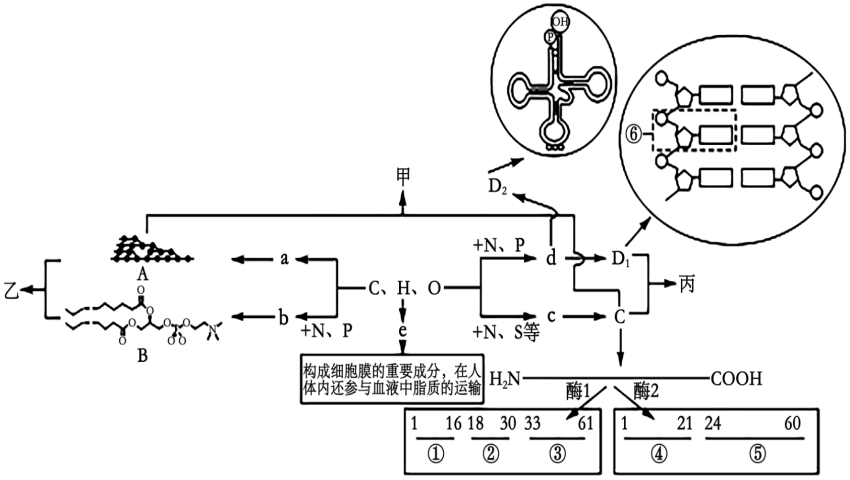 OH
P
⑥
甲
D₂
+N、P
a
d
D₁
A
乙
C、H、O
丙
b
+N、P
e
+N、S等
c
C
B
构成细胞膜的重要成分，在人
体内还参与血液中脂质的运输
H₂N
COOH
酶1
酶2
1 16 18 30 33 61
① ② ③
1 21 24 60
④ ⑤
O
O
O
O
O
P
O
O
O
N